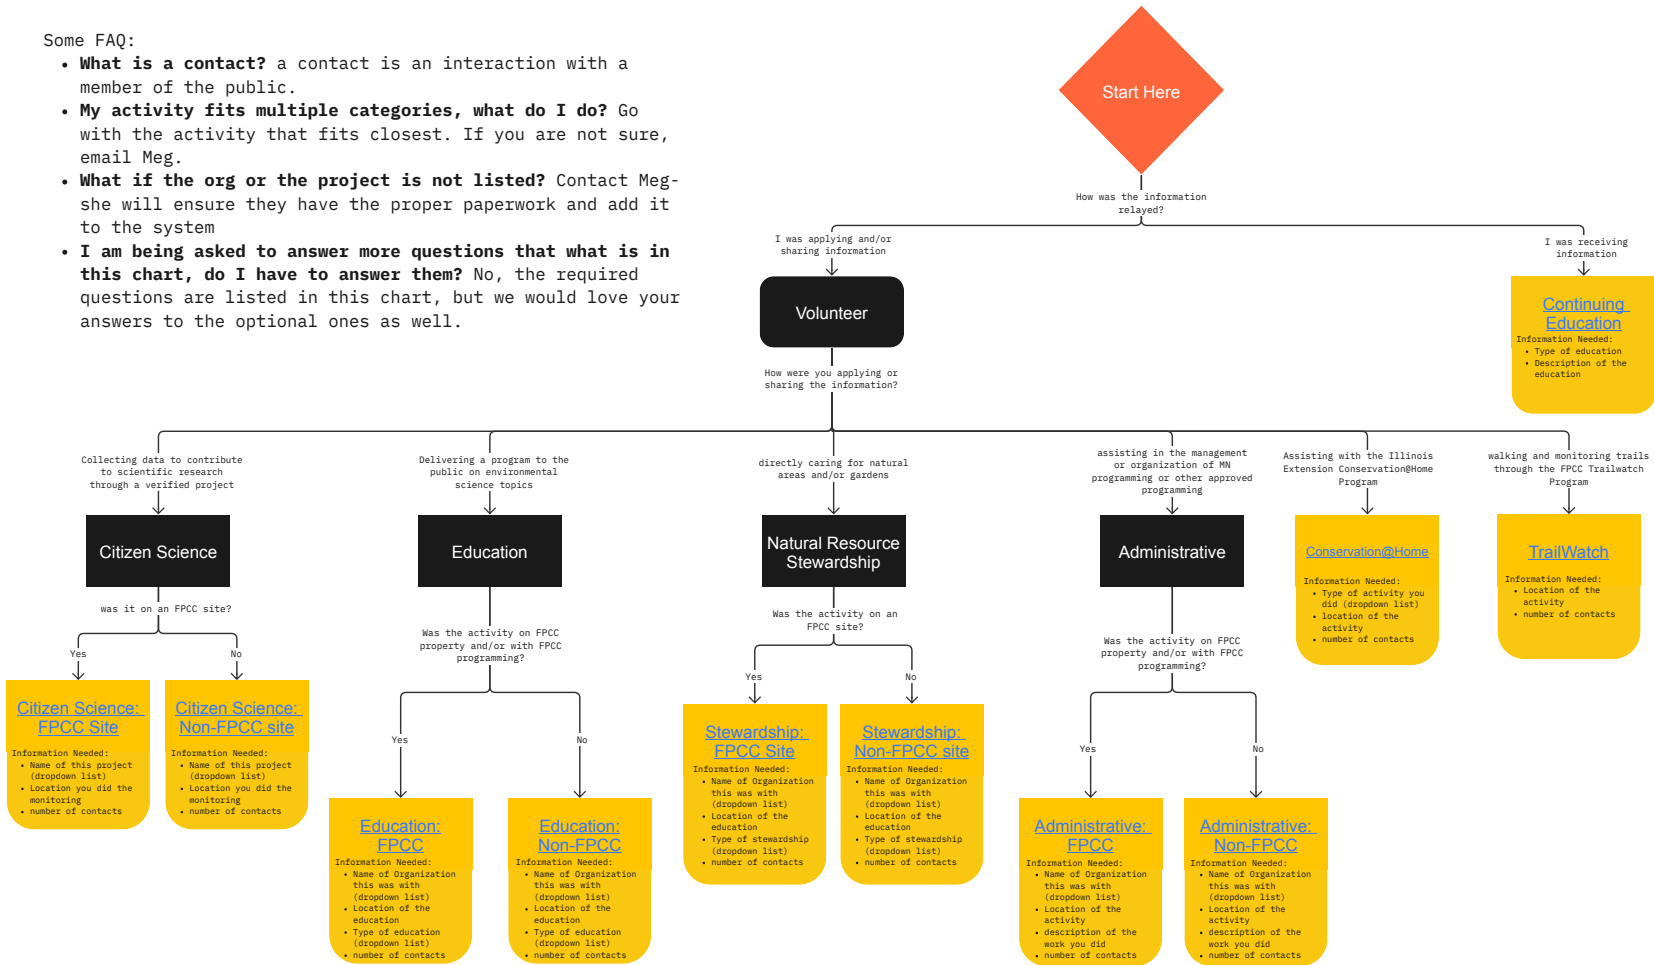 Some FAQ:
• What is a contact? a contact is an interaction with a
member of the public.
• My activity fits multiple categories, what do I do? Go
with the activity that fits closest. If you are not sure,
email Meg.
• What if the org or the project is not listed? Contact Meg-
she will ensure they have the proper paperwork and add it
to the system
• I am being asked to answer more questions that what is in
this chart, do I have to answer them? No, the required
questions are listed in this chart, but we would love your
answers to the optional ones as well.
Start Here
How was the information
relayed?
I was applying and/or
sharing information
I was receiving
information
Volunteer
Continuing
Education
Information Needed:
• Type of education
• Description of the
education
How were you applying or
sharing the information?
Collecting data to contribute
to scientific research
through a verified project
Delivering a program to the
public on environmental
science topics
directly caring for natural
areas and/or gardens
assisting in the management
or organization of MN
programming or other approved
programming
Assisting with the Illinois
Extension Conservation@Home
Program
walking and monitoring trails
through the FPCC Trailwatch
Program
Citizen Science
Education
Natural Resource
Stewardship
Administrative
Conservation@Home
Information Needed:
• Type of activity you
did (dropdown list)
• location of the
activity
• number of contacts
TrailWatch
Information Needed:
• Location of the
activity
• number of contacts
was it on an FPCC site?
Yes
No
Was the activity on FPCC
property and/or with FPCC
programming?
Yes
No
Was the activity on an
FPCC site?
Yes
No
Was the activity on FPCC
property and/or with FPCC
programming?
Yes
No
Citizen Science:
FPCC Site
Information Needed:
• Name of this project
(dropdown list)
• Location you did the
monitoring
• number of contacts
Citizen Science:
Non-FPCC site
Information Needed:
• Name of this project
(dropdown list)
• Location you did the
monitoring
• number of contacts
Education:
FPCC
Information Needed:
• Name of Organization
this was with
(dropdown list)
• Location of the
education
• Type of education
(dropdown list)
• number of contacts
Education:
Non-FPCC
Information Needed:
• Name of Organization
this was with
(dropdown list)
• Location of the
education
• Type of education
(dropdown list)
• number of contacts
Stewardship:
FPCC Site
Information Needed:
• Name of Organization
this was with
(dropdown list)
• Location of the
education
• Type of stewardship
(dropdown list)
• number of contacts
Stewardship:
Non-FPCC site
Information Needed:
• Name of Organization
this was with
(dropdown list)
• Location of the
education
• Type of stewardship
(dropdown list)
• number of contacts
Administrative:
FPCC
Information Needed:
• Name of Organization
this was with
(dropdown list)
• Location of the
activity
• description of the
work you did
• number of contacts
Administrative:
Non-FPCC
Information Needed:
• Name of Organization
this was with
(dropdown list)
• Location of the
activity
• description of the
work you did
• number of contacts